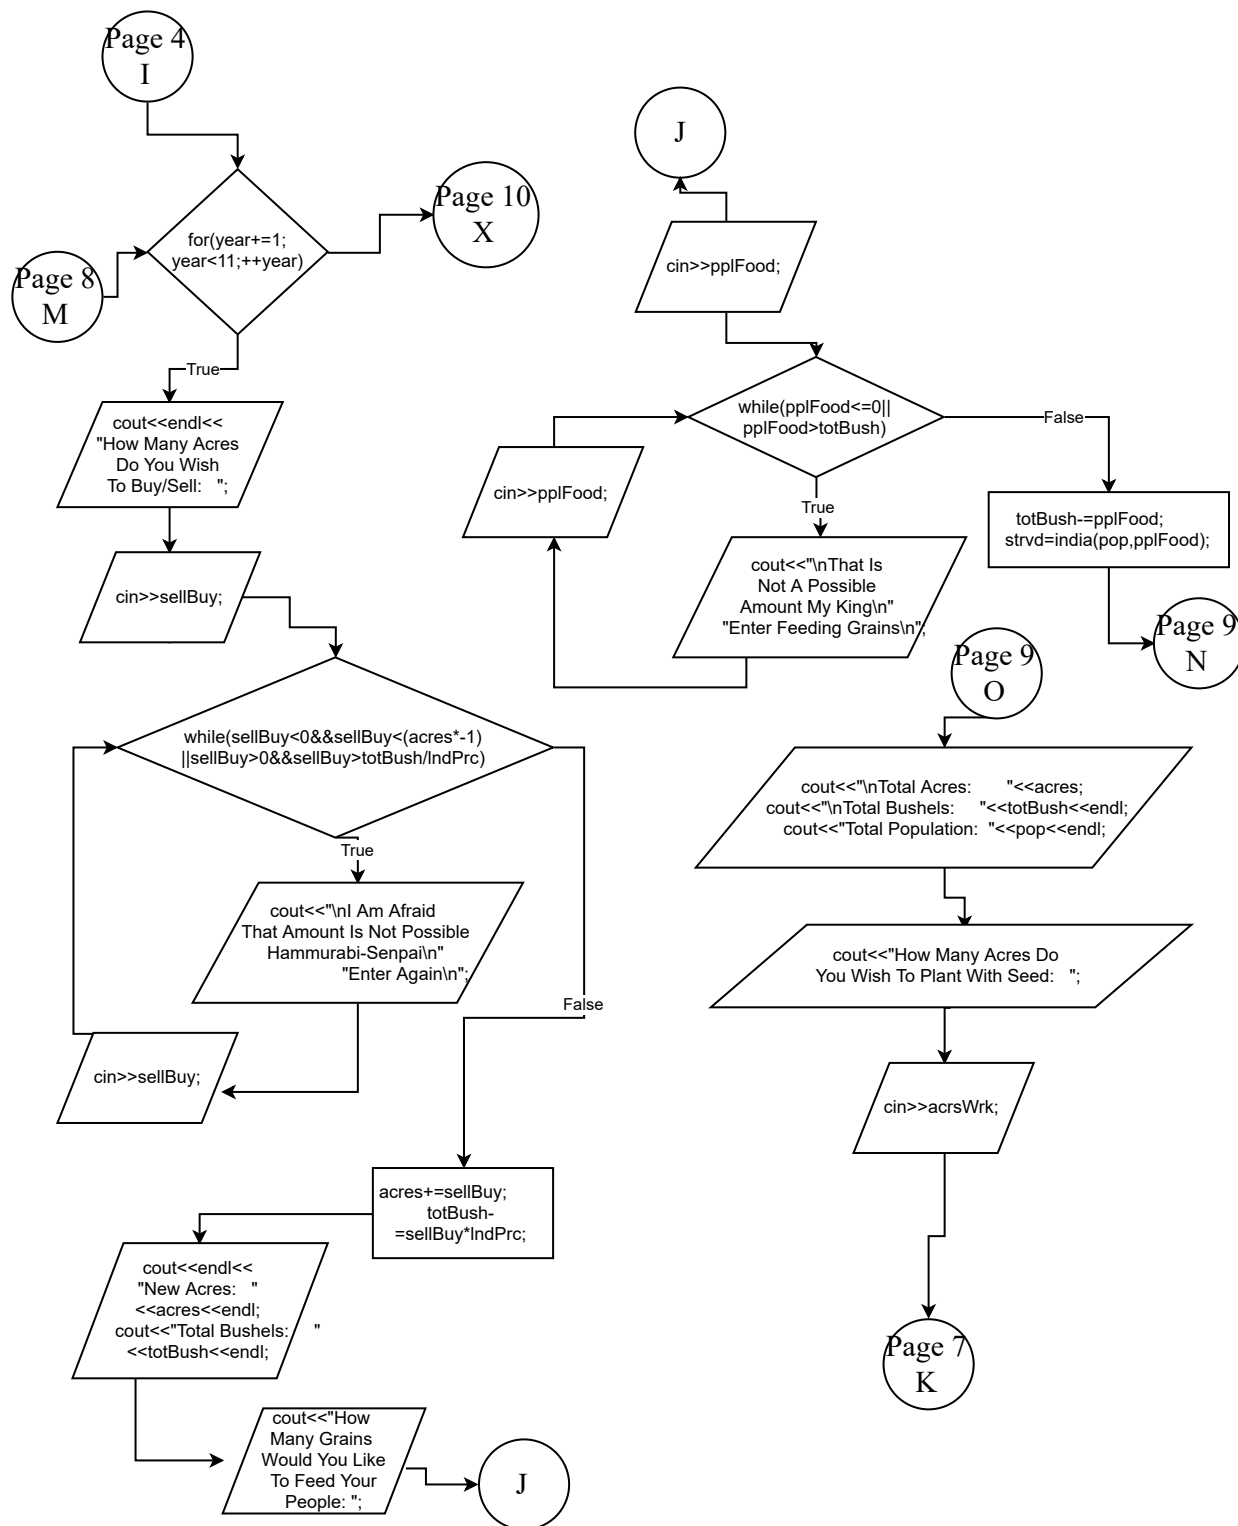 Page 4
I
for(year+=1;
year<11;++year)
Page 10
X
Page 8
M
True
cout<<endl<<
"How Many Acres
Do You Wish
To Buy/Sell:   ";
cin>>sellBuy;
while(sellBuy<0&&sellBuy<(acres*-1)
||sellBuy>0&&sellBuy>totBush/lndPrc)
True
cout<<"\nI Am Afraid
That Amount Is Not Possible
Hammurabi-Senpai\n"
"Enter Again\n";
cin>>sellBuy;
False
acres+=sellBuy;
totBush-
=sellBuy*lndPrc;
cout<<endl<<
"New Acres:   "
<<acres<<endl;
cout<<"Total Bushels:     "
<<totBush<<endl;
cout<<"How
Many Grains
Would You Like
To Feed Your
People: ";
J
J
cin>>pplFood;
while(pplFood<=0||
pplFood>totBush)
True
cout<<"\nThat Is
Not A Possible
Amount My King\n"
"Enter Feeding Grains\n";
cin>>pplFood;
False
totBush-=pplFood;
strvd=india(pop,pplFood);
Page 9
N
Page 9
O
cout<<"\nTotal Acres:       "<<acres;
cout<<"\nTotal Bushels:     "<<totBush<<endl;
cout<<"Total Population:  "<<pop<<endl;
cout<<"How Many Acres Do
You Wish To Plant With Seed:   ";
cin>>acrsWrk;
Page 7
K